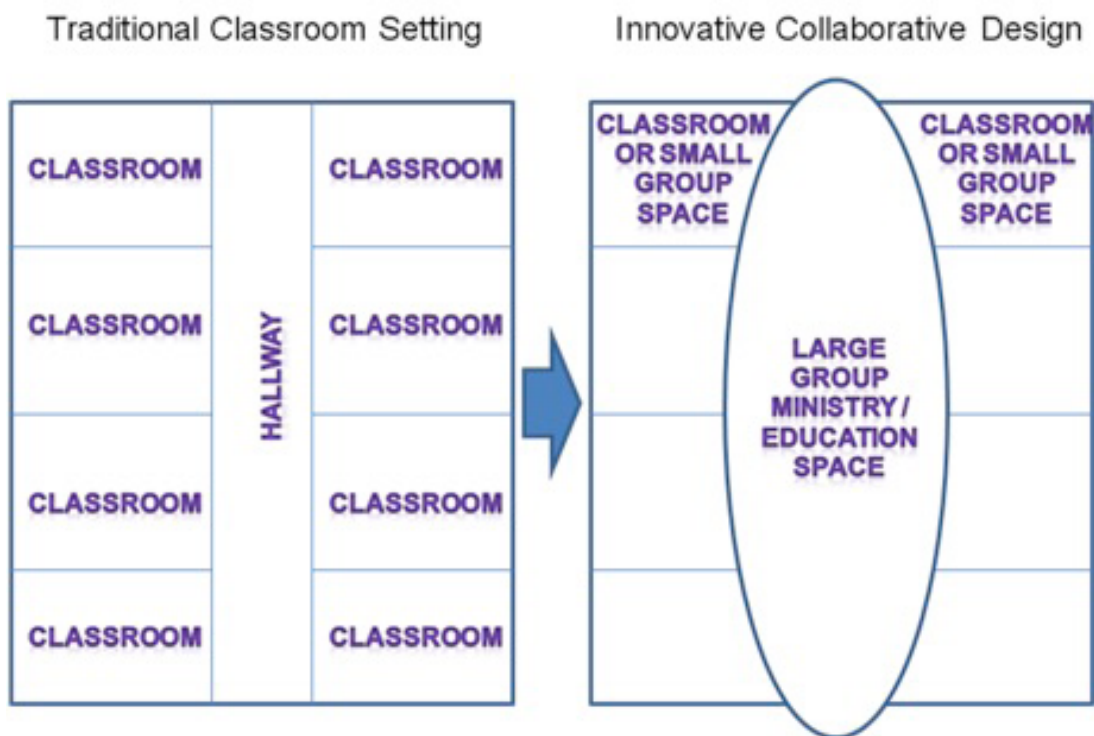 Traditional Classroom Setting
CLASSROOM
CLASSROOM
CLASSROOM
CLASSROOM
HALLWAY
CLASSROOM
CLASSROOM
CLASSROOM
CLASSROOM
Innovative Collaborative Design
CLASSROOM
OR SMALL
GROUP
SPACE
LARGE
GROUP
MINISTRY /
EDUCATION
SPACE
CLASSROOM
OR SMALL
GROUP
SPACE